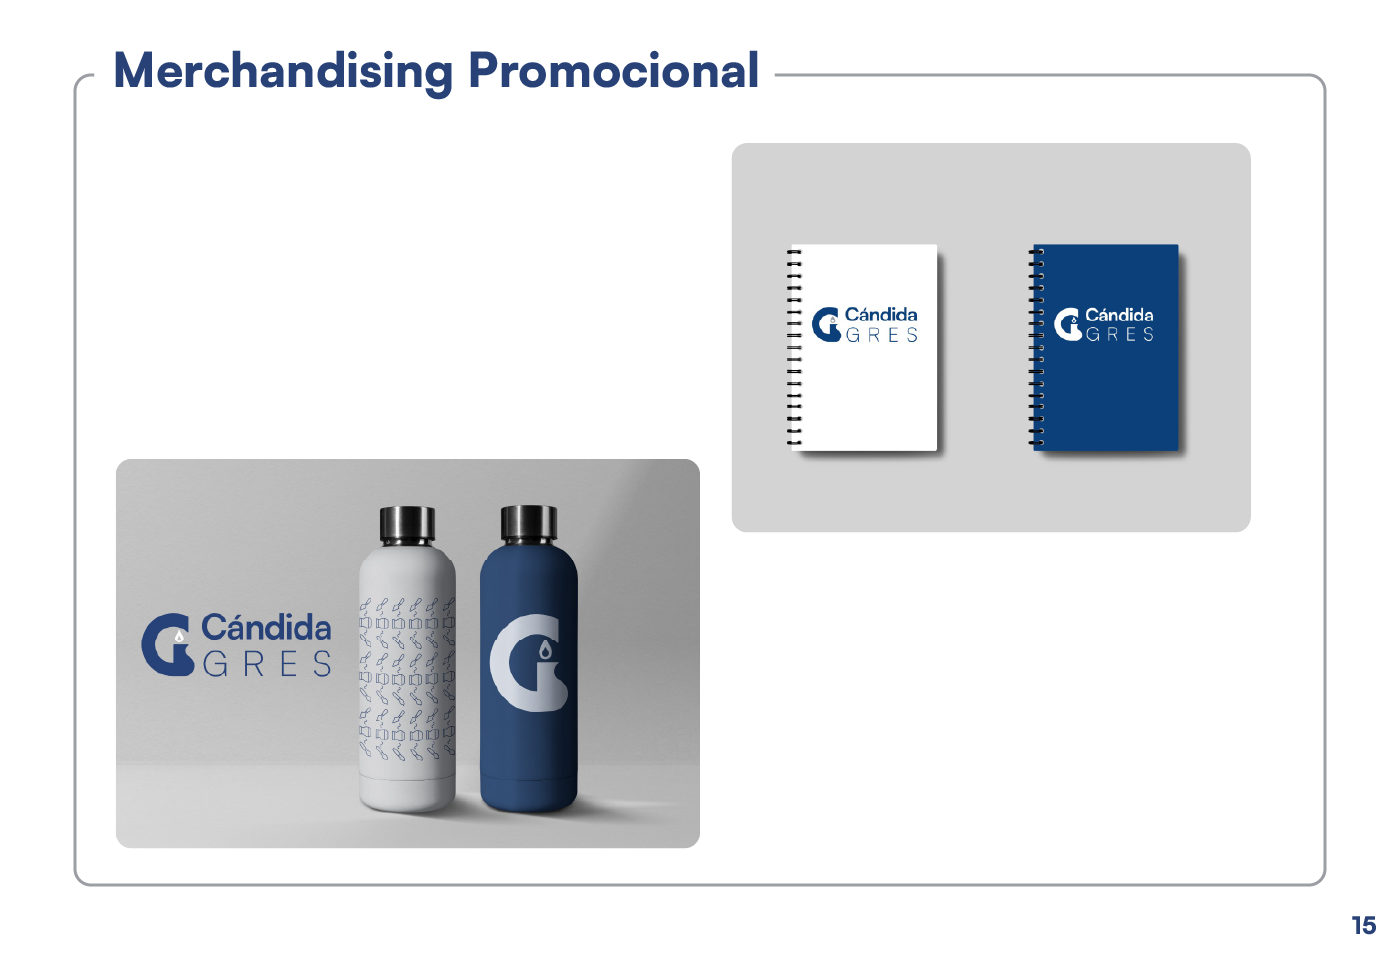 Merchandising Promocional
Cándida
GRES
Cándida
GRES
Cándida
GRES
15